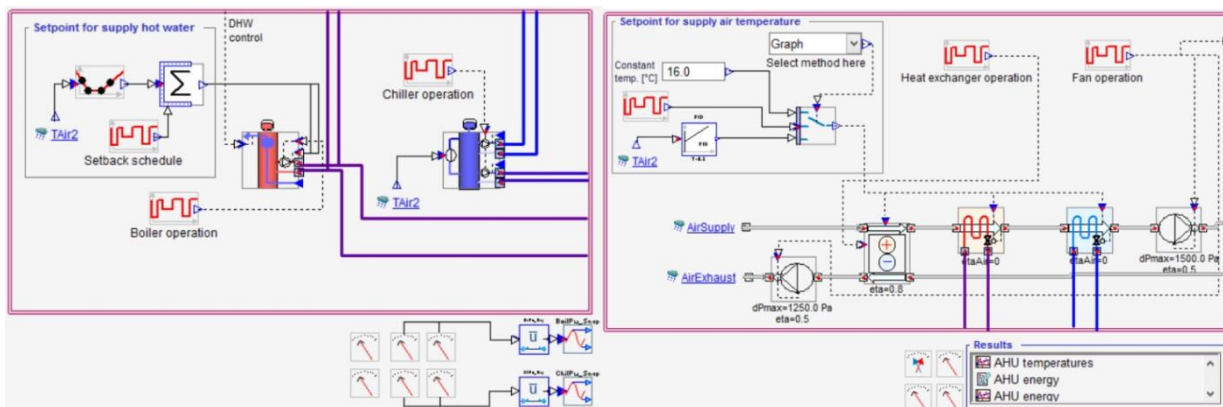 Setpoint for supply hot water
DHW
control
TAir2
Setback schedule
Boiler operation
Chiller operation
TAir2
Setpoint for supply air temperature
Graph
Select method here
Constant
temp. [°C]
16.0
TAir2
Heat exchanger operation
Fan operation
AirSupply
AirExhaust
dPmax=1250.0 Pa
eta=0.5
eta=0.8
etaAir=0
etaAir=0
dPmax=1500.0 Pa
eta=0.5
Results
AHU temperatures
AHU energy
AHU energy